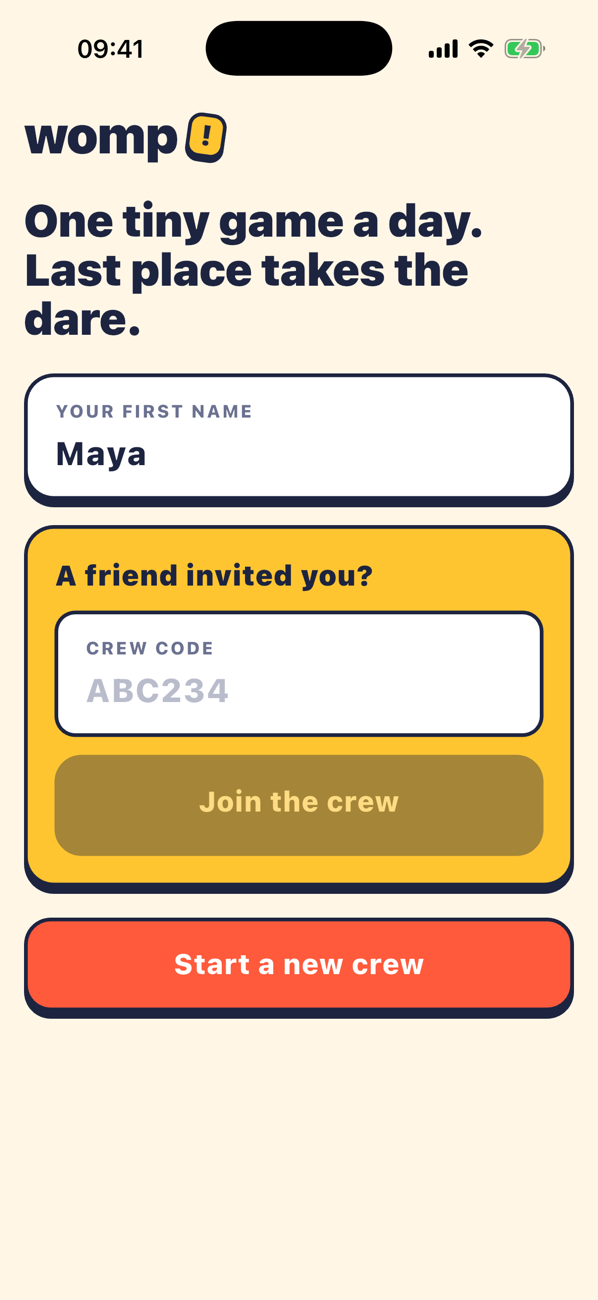 09:41
womp!
One tiny game a day.
Last place takes the
dare.
YOUR FIRST NAME
Maya
A friend invited you?
CREW CODE
ABC234
Join the crew
Start a new crew